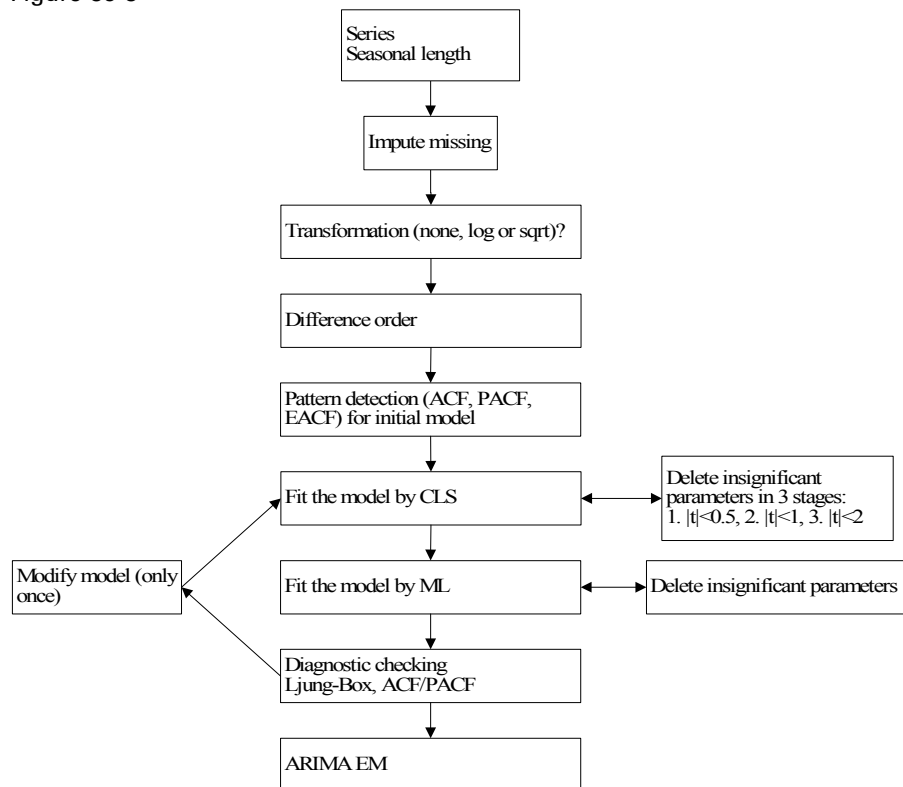 Series
Seasonal length
Impute missing
Transformation (none, log or sqrt)?
Difference order
Pattern detection (ACF, PACF,
EACF) for initial model
Fit the model by CLS
Delete insignificant
parameters in 3 stages:
1. |t|<0.5, 2. |t|<1, 3. |t|<2
Modify model (only
once)
Fit the model by ML
Delete insignificant parameters
Diagnostic checking
Ljung-Box, ACF/PACF
ARIMA EM